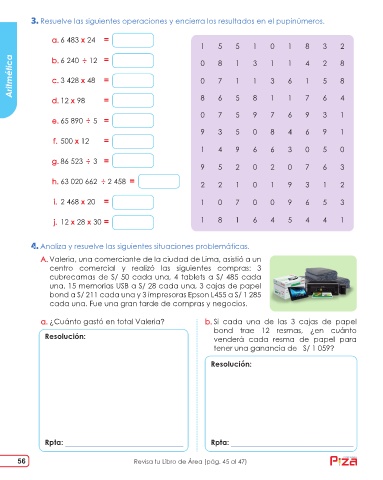 3. Resuelve las siguientes operaciones y encierra los resultados en el pupinúmeros.
Aritmética
a. 6 483 x 24 =
b. 6 240 ÷ 12 =
c. 3 428 x 48 =
d. 12 x 98 =
e. 65 890 ÷ 5 =
f. 500 x 12 =
g. 86 523 ÷ 3 =
h. 63 020 662 ÷ 2 458 =
i. 2 468 x 20 =
j. 12 x 28 x 30 =
1 5 5 1 0 1 8 3 2
0 8 1 3 1 1 4 2 8
0 7 1 1 3 6 1 5 8
8 6 5 8 1 1 7 6 4
0 7 5 9 7 6 9 3 1
9 3 5 0 8 4 6 9 1
1 4 9 6 6 3 0 5 0
9 5 2 0 2 0 7 6 3
2 2 1 0 1 9 3 1 2
1 0 7 0 0 9 6 5 3
1 8 1 6 4 5 4 4 1
4. Analiza y resuelve las siguientes situaciones problemáticas.
A. Valeria, una comerciante de la ciudad de Lima, asistió a un
centro comercial y realizó las siguientes compras: 3
cubrecamas de S/ 50 cada una, 4 tablets a S/ 485 cada
una, 15 memorias USB a S/ 28 cada una, 3 cajas de papel
bond a S/ 211 cada una y 3 impresoras Epson L455 a S/ 1 285
cada una. Fue una gran tarde de compras y negocios.
a. ¿Cuánto gastó en total Valeria?
Resolución:
Rpta:
b. Si cada una de las 3 cajas de papel
bond trae 12 resmas, ¿en cuánto
venderá cada resma de papel para
tener una ganancia de S/ 1 059?
Resolución:
Rpta:
56
Revisa tu Libro de Área (pág. 45 al 47)